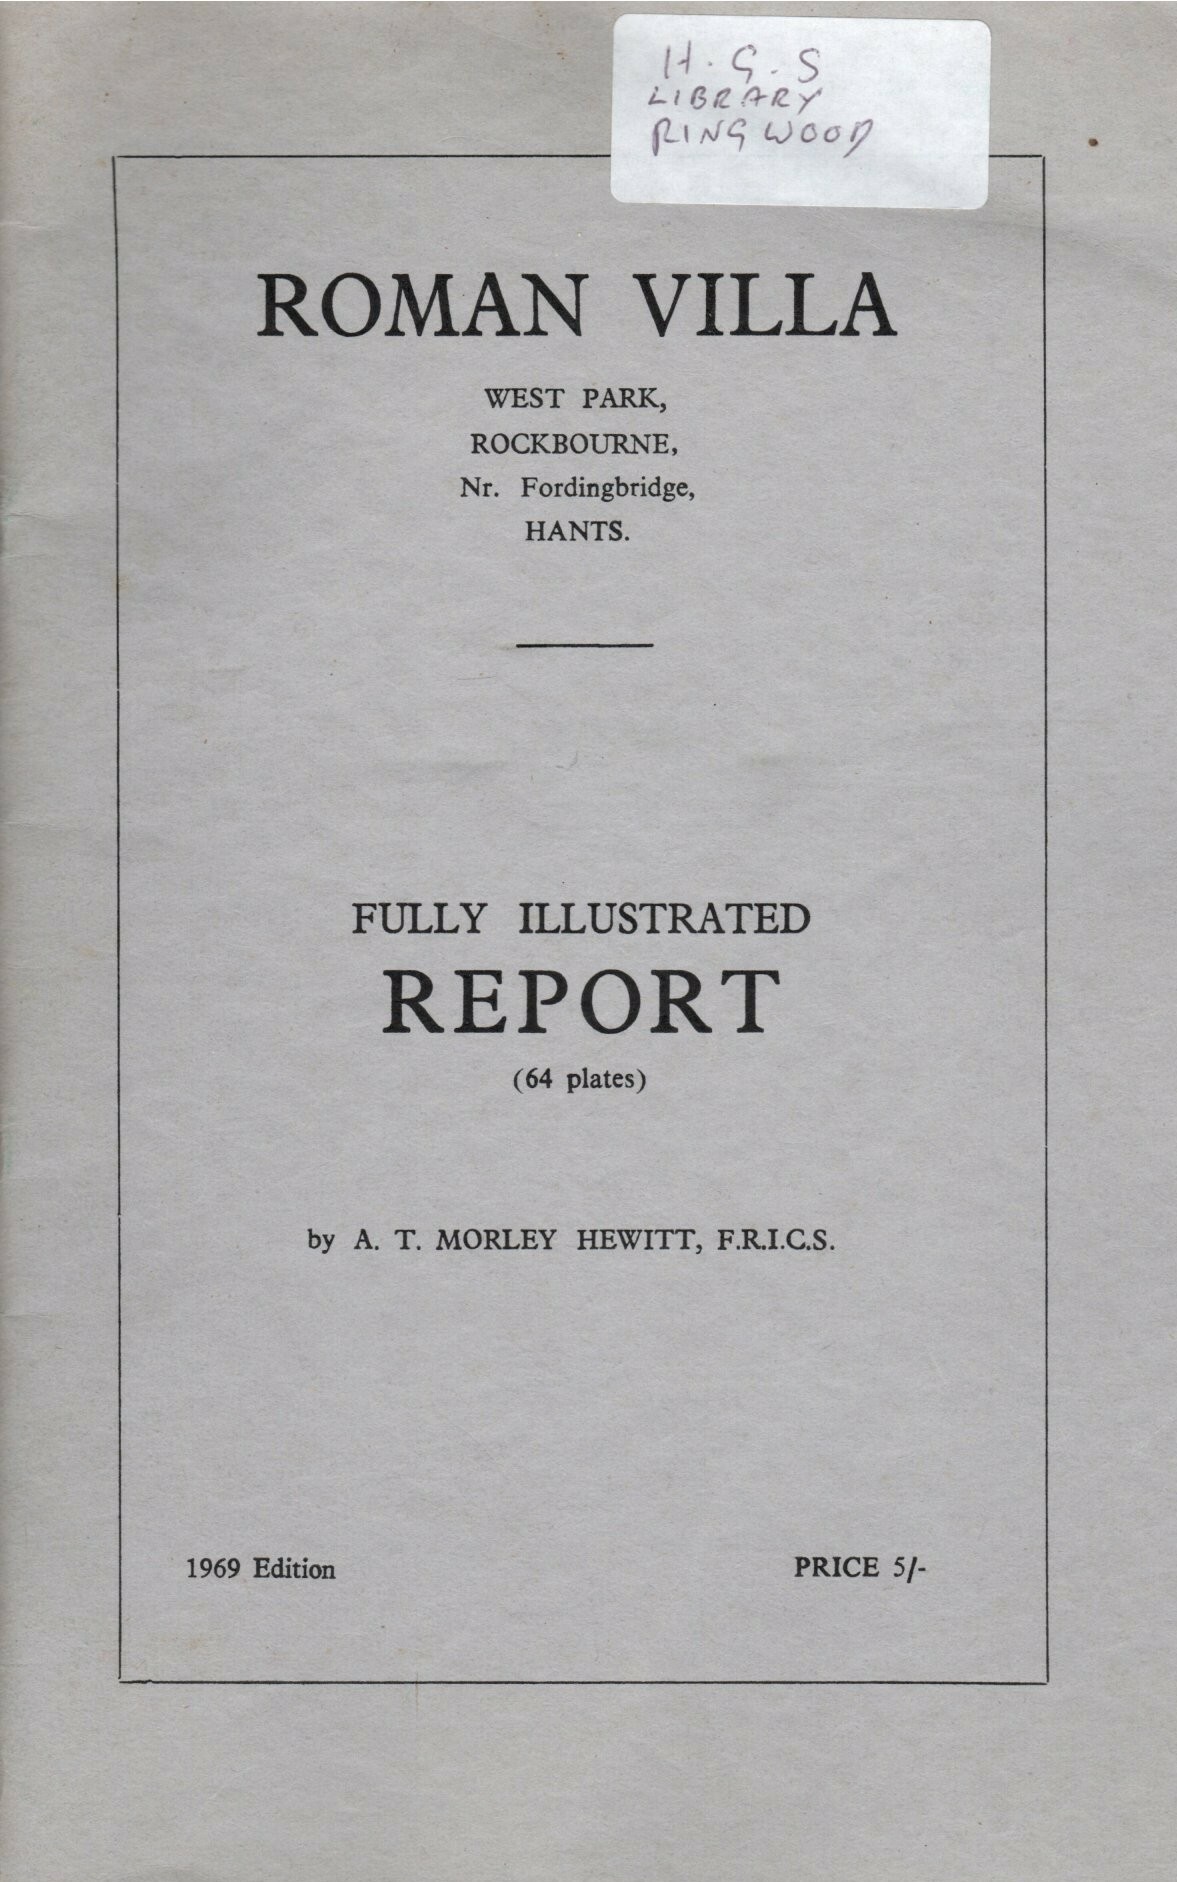 H. G. S
LIBRARY
RINGWOOD
ROMAN VILLA
WEST PARK,
ROCKBOURNE,
Nr. Fordingbridge,
HANTS.
FULLY ILLUSTRATED
REPORT
(64 plates)
by A. T. MORLEY HEWITT, F.R.I.C.S.
1969 Edition PRICE 5/-